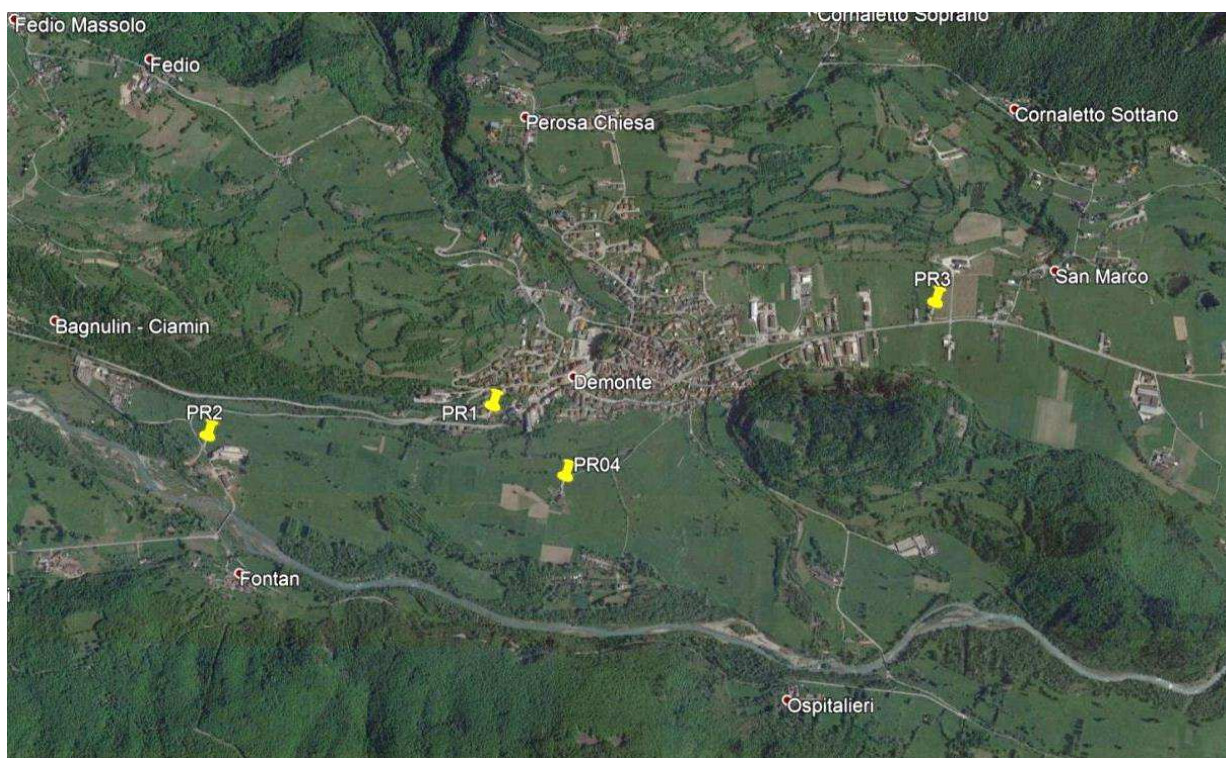 Fedio Massolo
Cornaletto Soprano
Fedio
Perosa Chiesa
Cornaletto Sottano
San Marco
PR3
Bagnulin - Ciamin
Demonte
PR1
PR2
PR04
Fontan
i
Ospitalieri